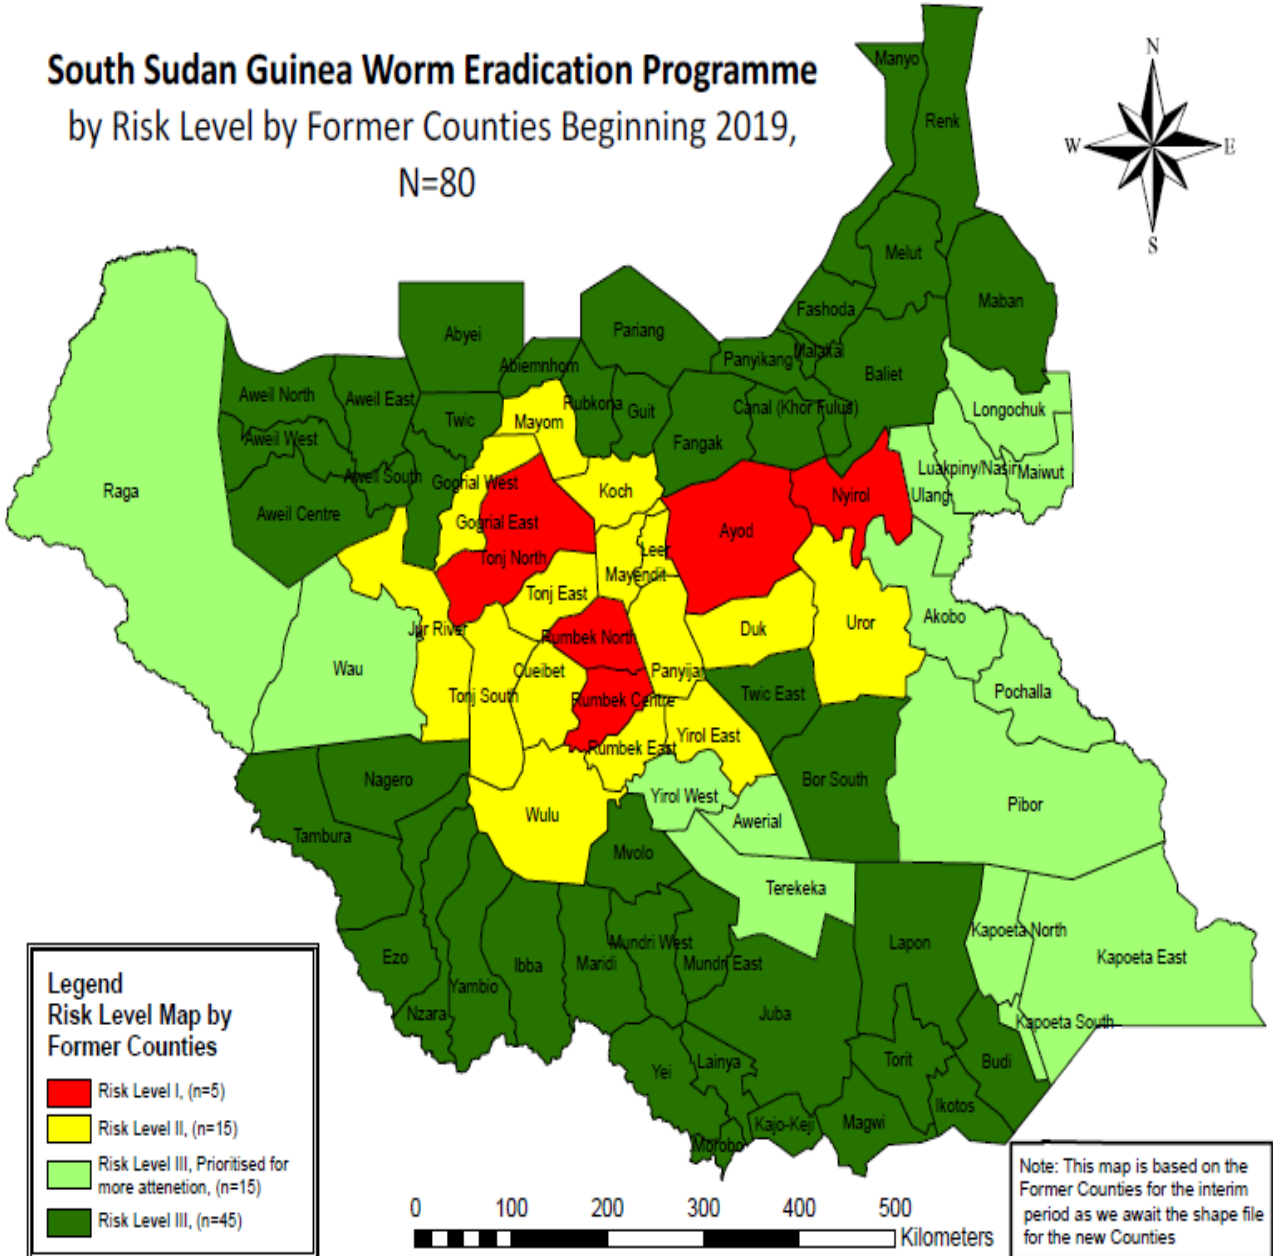 South Sudan Guinea Worm Eradication Programme
by Risk Level by Former Counties Beginning 2019,
N=80
N
W
E
S
Manyo
Renk
Melut
Maban
Fashoda
Abyei
Pariang
Malakal
Panyikang
Abiemnhom
Baliet
Aweil North
Aweil East
Rubkona
Guit
Canal (Khor Fulus)
Longochuk
Twic
Mayom
Fangak
Aweil West
Luakpiny/Nasir
Maiwut
Aweil South
Gogrial West
Koch
Nyirol
Ulang
Raga
Aweil Centre
Gogrial East
Ayod
Leer
Tonj North
Mayendit
Tonj East
Akobo
Jur River
Rumbek North
Duk
Uror
Wau
Cueibet
Panyijar
Tonj South
Rumbek Centre
Twic East
Pochalla
Yirol East
Rumbek East
Nagero
Bor South
Yirol West
Pibor
Wulu
Awerial
Tambura
Mvolo
Terekeka
Kapoeta North
Mundri West
Lapon
Ezo
Ibba
Maridi
Mundri East
Kapoeta East
Yambio
Nzara
Juba
Kapoeta South
Yei
Lainya
Torit
Budi
Ikotos
Kajo-Keji
Magwi
Morobo
Legend
Risk Level Map by
Former Counties
Risk Level I, (n=5)
Risk Level II, (n=15)
Risk Level III, Prioritised for
more attenetion, (n=15)
Risk Level III, (n=45)
0 100 200 300 400 500
Kilometers
Note: This map is based on the
Former Counties for the interim
period as we await the shape file
for the new Counties